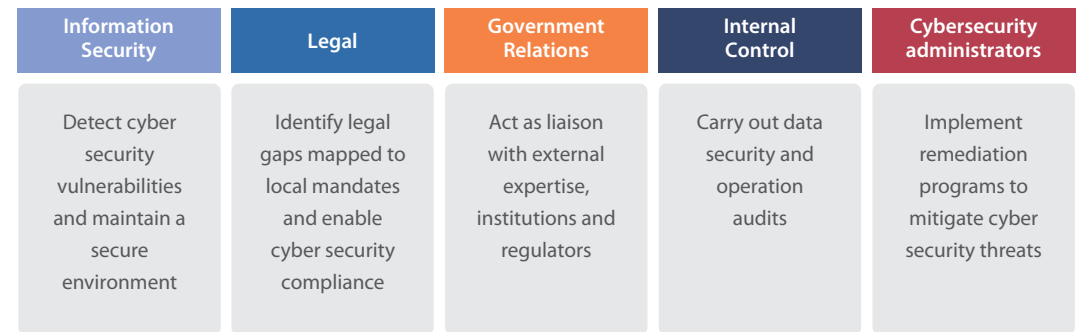 Information
Security
Legal
Government
Relations
Internal
Control
Cybersecurity
administrators
Detect cyber
security
vulnerabilities
and maintain a
secure
environment
Identify legal
gaps mapped to
local mandates
and enable
cyber security
compliance
Act as liaison
with external
expertise,
institutions and
regulators
Carry out data
security and
operation
audits
Implement
remediation
programs to
mitigate cyber
security threats